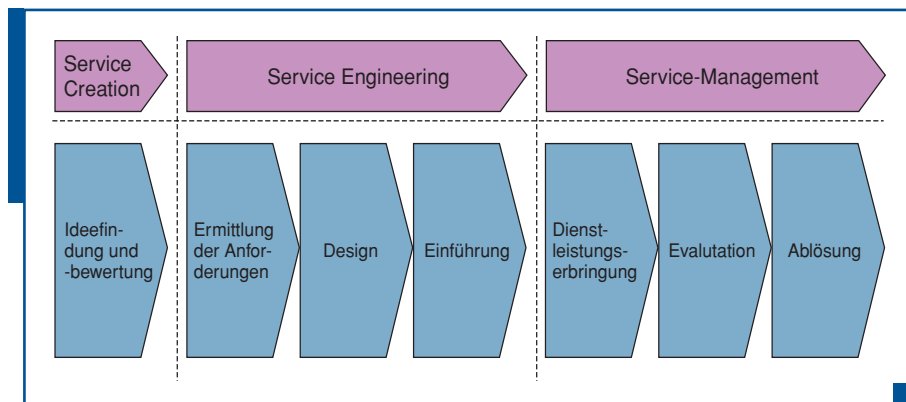 Service
Creation
Service Engineering
Service-Management
Ideefin-
dung und
-bewertung
Ermittlung
der Anfor-
derungen
Design
Einführung
Dienst-
leistungs-
erbringung
Evalutation
Ablösung